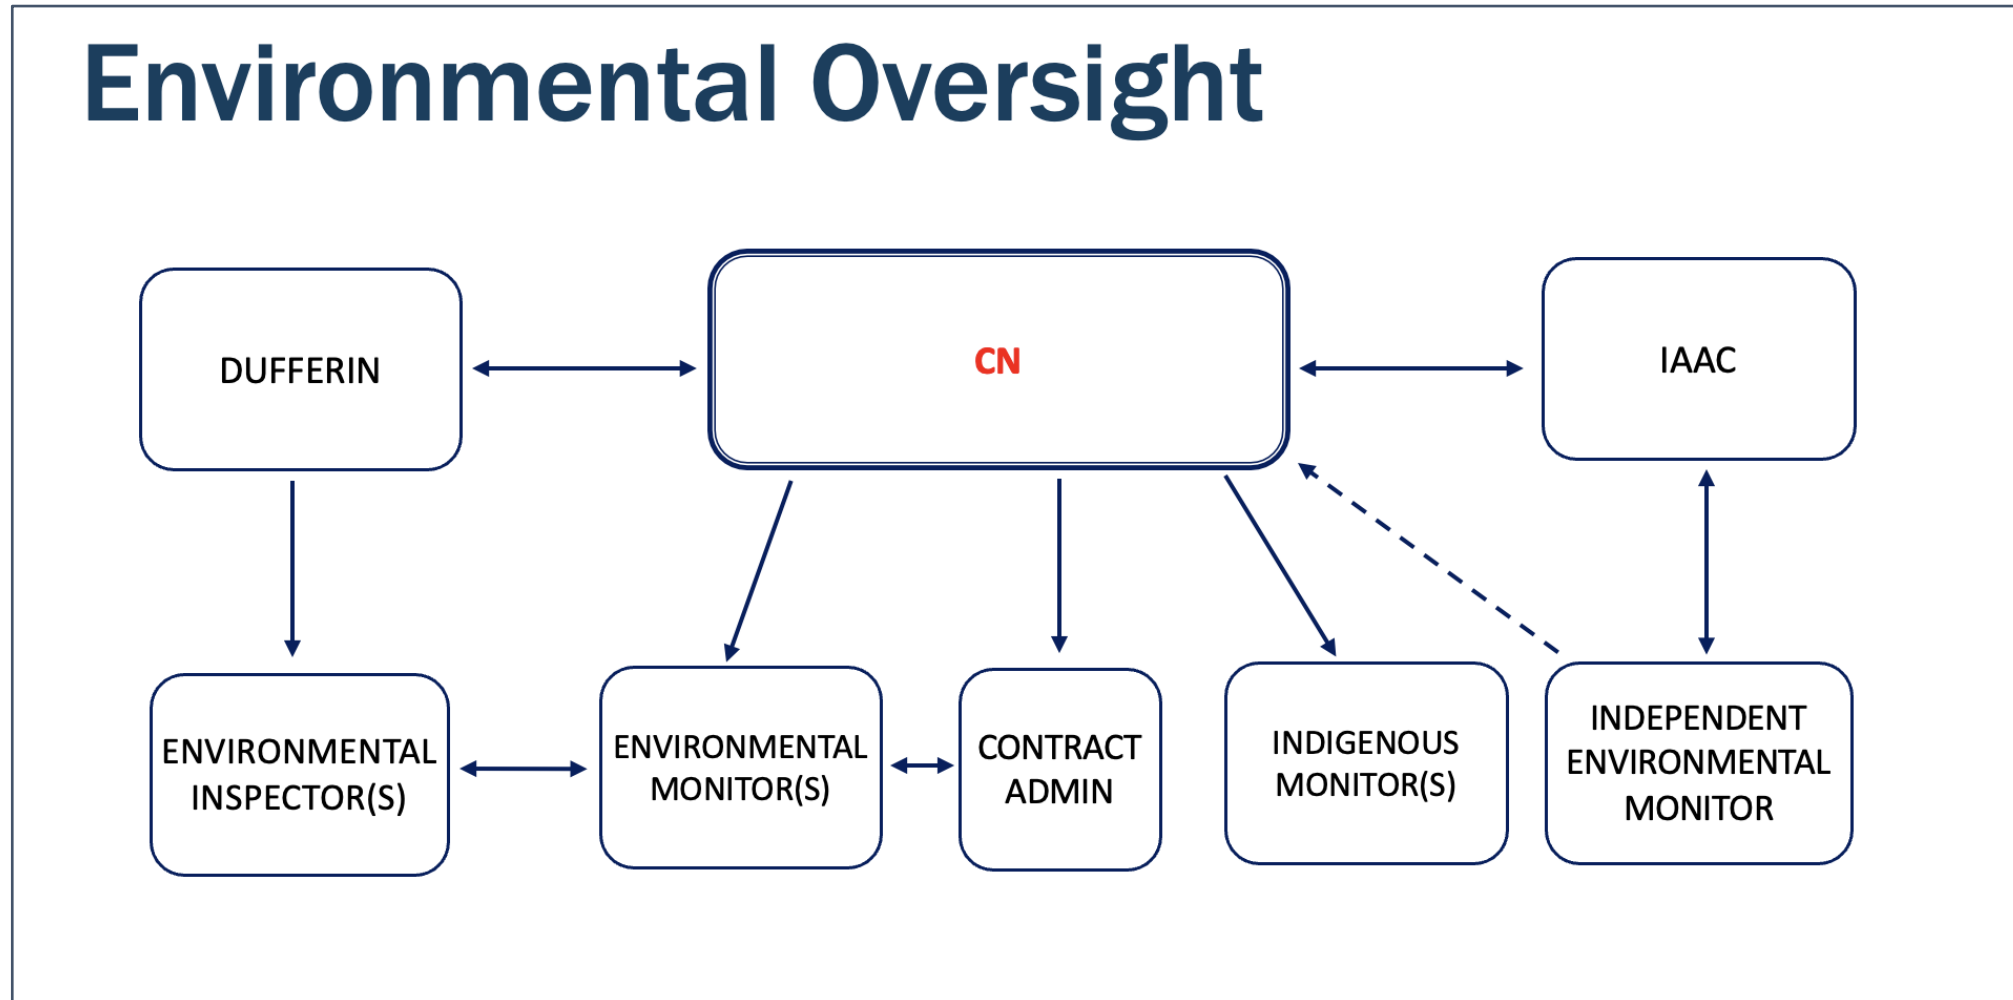 Environmental Oversight
DUFFERIN
CN
IAAC
ENVIRONMENTAL
INSPECTOR(S)
ENVIRONMENTAL
MONITOR(S)
CONTRACT
ADMIN
INDIGENOUS
MONITOR(S)
INDEPENDENT
ENVIRONMENTAL
MONITOR